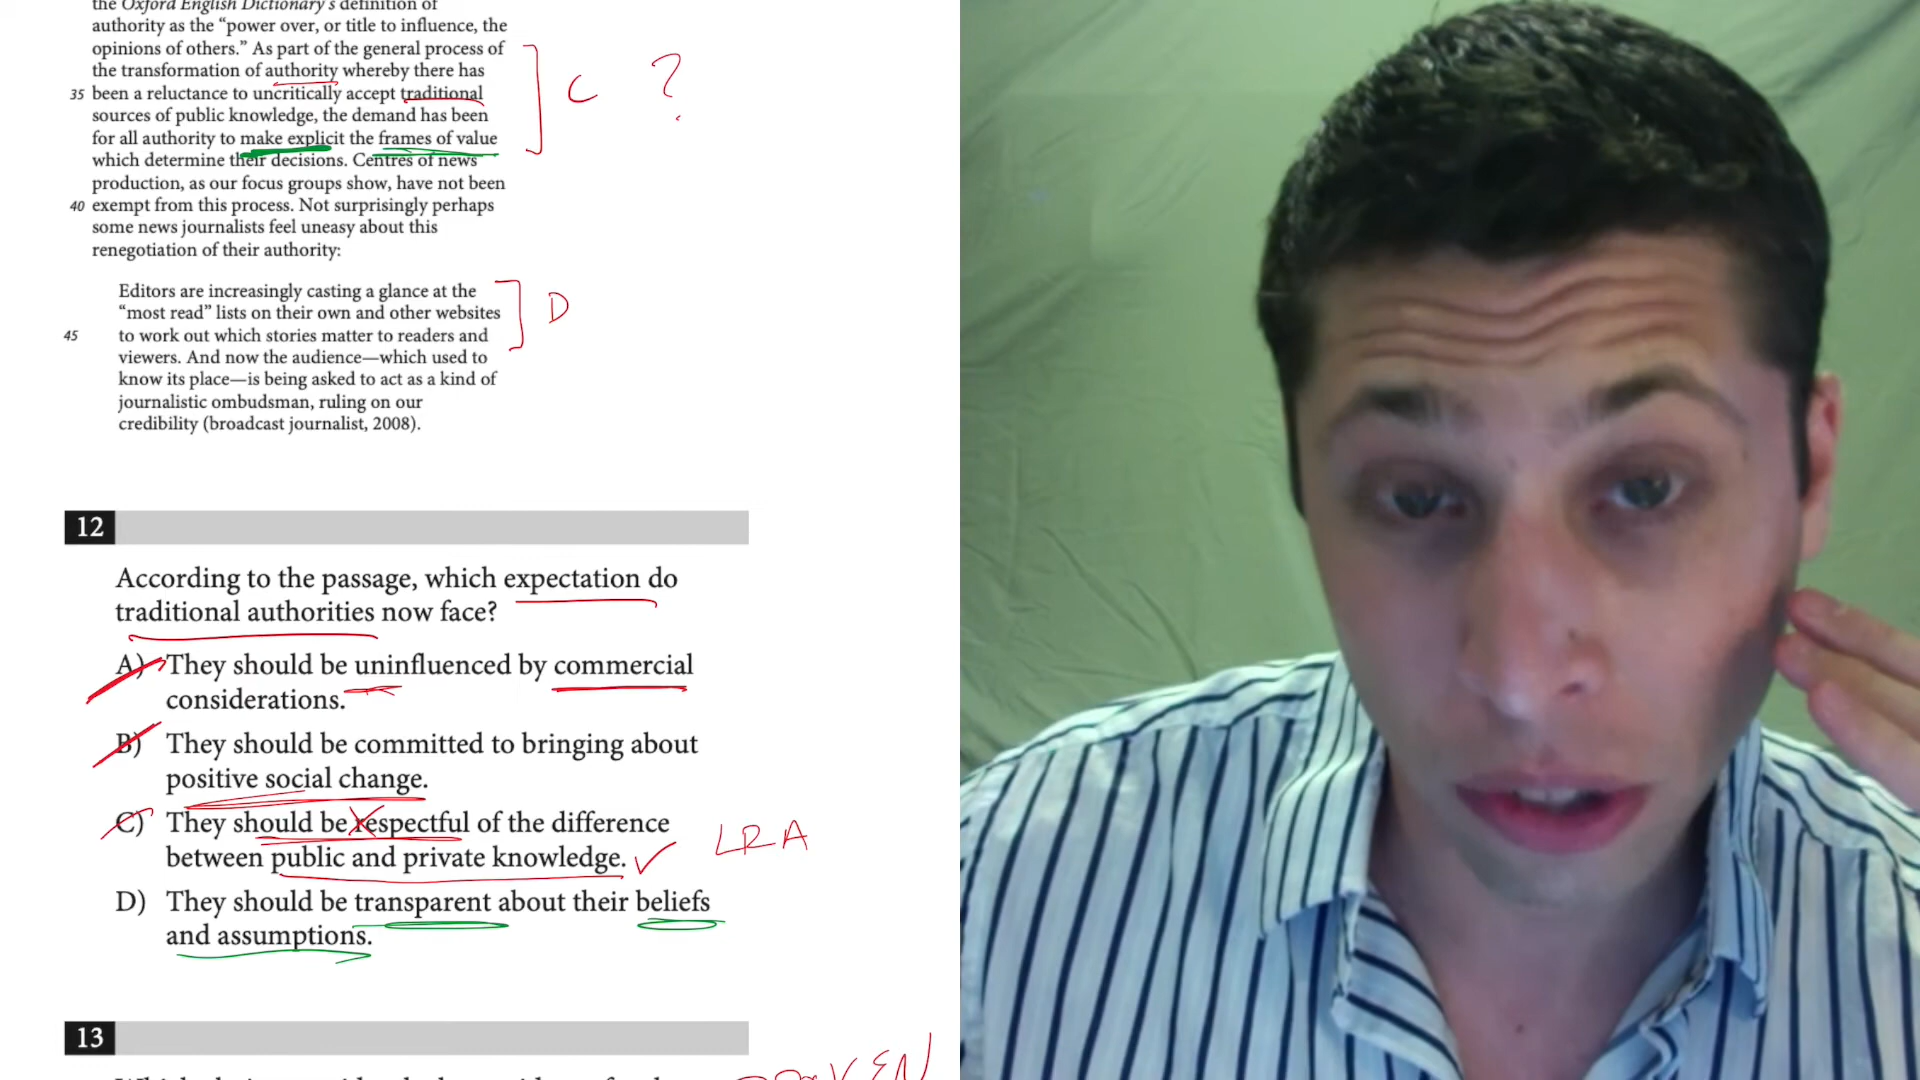 the Oxford English Dictionary's definition of
authority as the “power over, or title to influence, the
opinions of others.” As part of the general process of
the transformation of authority whereby there has
35 been a reluctance to uncritically accept traditional
sources of public knowledge, the demand has been
for all authority to make explicit the frames of value
which determine their decisions. Centres of news
production, as our focus groups show, have not been
40 exempt from this process. Not surprisingly perhaps
some news journalists feel uneasy about this
renegotiation of their authority:
C ?
Editors are increasingly casting a glance at the
“most read” lists on their own and other websites
45 to work out which stories matter to readers and
viewers. And now the audience—which used to
know its place—is being asked to act as a kind of
journalistic ombudsman, ruling on our
credibility (broadcast journalist, 2008).
D
12
According to the passage, which expectation do
traditional authorities now face?
A) They should be uninfluenced by commercial
considerations.
B) They should be committed to bringing about
positive social change.
C) They should be respectful of the difference
between public and private knowledge.
LRA
D) They should be transparent about their beliefs
and assumptions.
13